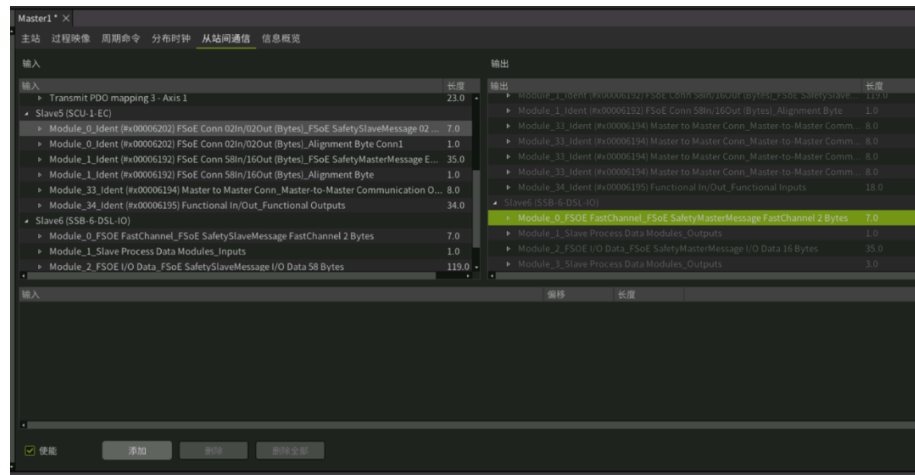 Master1 * ×
主站 过程映像 周期命令 分布时钟 从站间通信 信息概览
输入
输入 长度
Transmit PDO mapping 3 - Axis 1 23.0
Slave5 (SCU-1-EC)
Module_0_Ident (#x00006202) FSoE Conn 02In/02Out (Bytes)_FSoE SafetySlaveMessage 02 ... 7.0
Module_0_Ident (#x00006202) FSoE Conn 02In/02Out (Bytes)_Alignment Byte Conn1 1.0
Module_1_Ident (#x00006192) FSoE Conn 58In/16Out (Bytes)_FSoE SafetyMasterMessage E... 35.0
Module_1_Ident (#x00006192) FSoE Conn 58In/16Out (Bytes)_Alignment Byte 1.0
Module_33_Ident (#x00006194) Master to Master Conn_Master-to-Master Communication O... 8.0
Module_34_Ident (#x00006195) Functional In/Out_Functional Outputs 34.0
Slave6 (SSB-6-DSL-IO)
Module_0_FSOE FastChannel_FSoE SafetySlaveMessage FastChannel 2 Bytes 7.0
Module_1_Slave Process Data Modules_Inputs 1.0
Module_2_FSOE I/O Data_FSoE SafetySlaveMessage I/O Data 58 Bytes 119.0
输出
输出 长度
Module_1_Ident (#x00006192) FSoE Conn 58In/16Out (Bytes)_FSoE SafetySlave... 119.0
Module_1_Ident (#x00006192) FSoE Conn 58In/16Out (Bytes)_Alignment Byte 1.0
Module_33_Ident (#x00006194) Master to Master Conn_Master-to-Master Comm... 8.0
Module_33_Ident (#x00006194) Master to Master Conn_Master-to-Master Comm... 8.0
Module_33_Ident (#x00006194) Master to Master Conn_Master-to-Master Comm... 8.0
Module_33_Ident (#x00006194) Master to Master Conn_Master-to-Master Comm... 8.0
Module_34_Ident (#x00006195) Functional In/Out_Functional Inputs 18.0
Slave6 (SSB-6-DSL-IO)
Module_0_FSOE FastChannel_FSoE SafetyMasterMessage FastChannel 2 Bytes 7.0
Module_1_Slave Process Data Modules_Outputs 1.0
Module_2_FSOE I/O Data_FSoE SafetyMasterMessage I/O Data 16 Bytes 35.0
Module_3_Slave Process Data Modules_Outputs 3.0
输入 偏移 长度
使能 添加 删除 删除全部